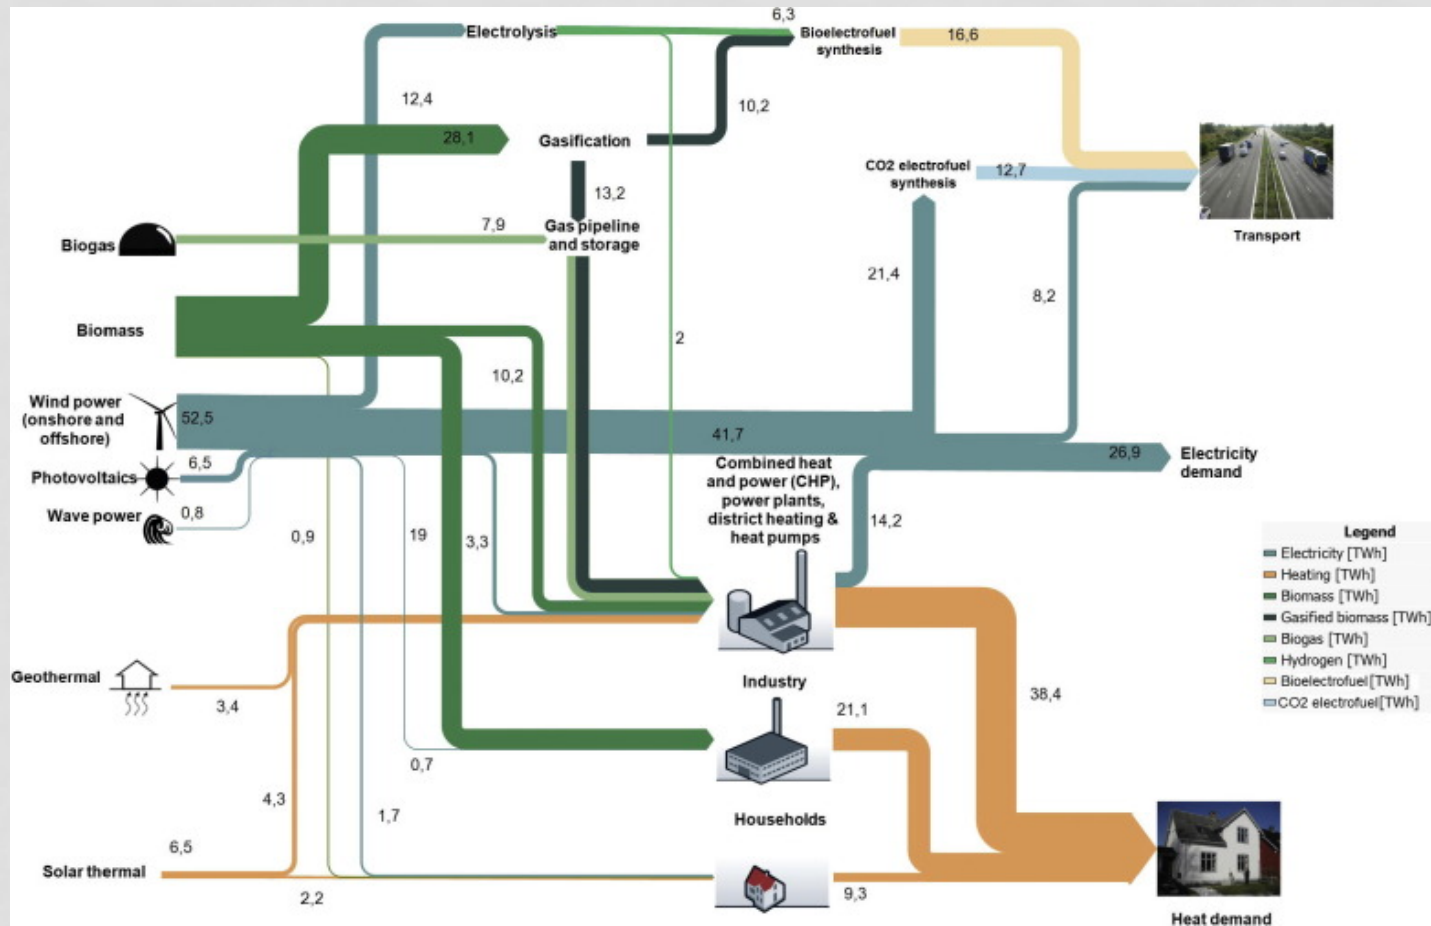 6,3
Electrolysis
Bioelectrofuel
synthesis
16,6
12,4
10,2
28,1
Gasification
CO2 electrofuel
synthesis
12,7
13,2
7,9
Gas pipeline
and storage
Transport
Biogas
21,4
8,2
Biomass
2
10,2
Wind power
(onshore and
offshore)
52,5
41,7
26,9
Electricity
demand
6,5
Photovoltaics
Combined heat
and power (CHP),
power plants,
district heating &
heat pumps
Wave power
0,8
0,9
19
3,3
14,2
Legend
Electricity [TWh]
Heating [TWh]
Biomass [TWh]
Gasified biomass [TWh]
Biogas [TWh]
Hydrogen [TWh]
Bioelectrofuel[TWh]
CO2 electrofuel[TWh]
Geothermal
3,4
Industry
38,4
21,1
0,7
4,3
1,7
Households
6,5
Solar thermal
2,2
9,3
Heat demand